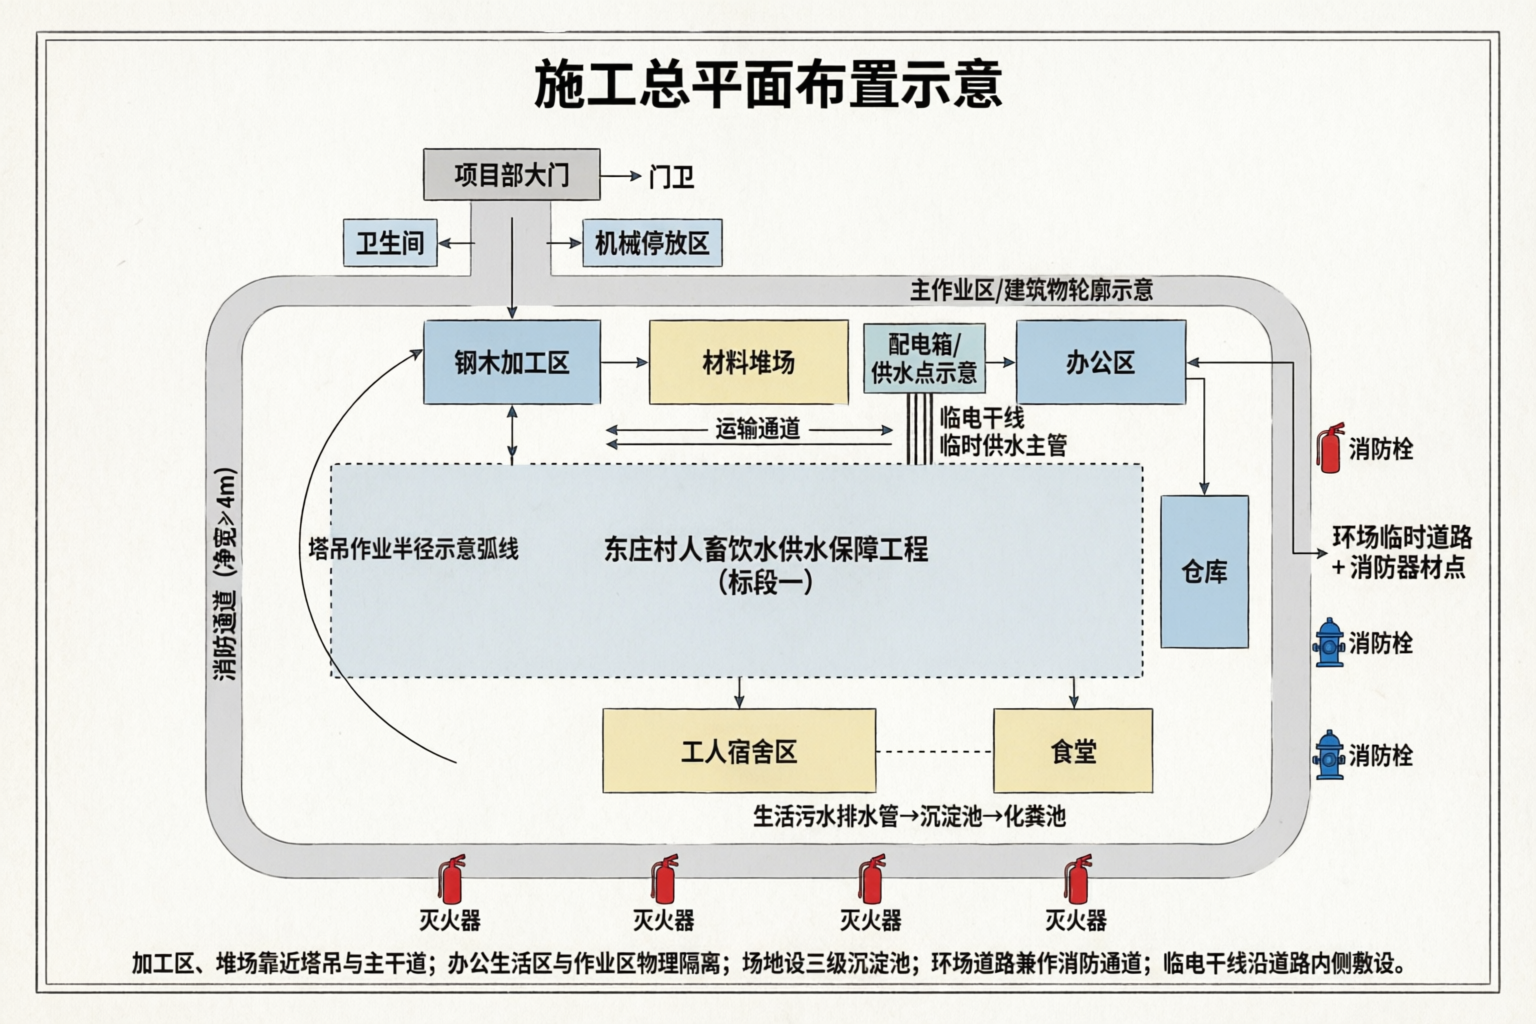 施工总平面布置示意
项目部大门
门卫
卫生间
机械停放区
主作业区/建筑物轮廓示意
钢木加工区
材料堆场
配电箱/
供水点示意
办公区
运输通道
临电干线
临时供水主管
消防栓
消防通道（净宽≥4m）
塔吊作业半径示意弧线
东庄村人畜饮水供水保障工程
（标段一）
仓库
环场临时道路
+ 消防器材点
消防栓
工人宿舍区
食堂
消防栓
生活污水排水管→沉淀池→化粪池
灭火器
灭火器
灭火器
灭火器
加工区、堆场靠近塔吊与主干道；办公生活区与作业区物理隔离；场地设三级沉淀池；环场道路兼作消防通道；临电干线沿道路内侧敷设。